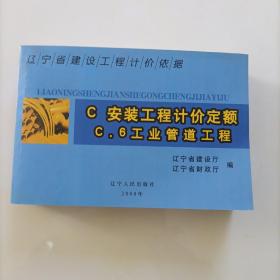 辽宁省建设工程计价依据
LIAONINGSHENGJIANSHEGONGCHENGJIJIAYIJU
C 安装工程计价定额
C.6工业管道工程
辽宁省建设厅
辽宁省财政厅 编
辽宁人民出版社
2008年